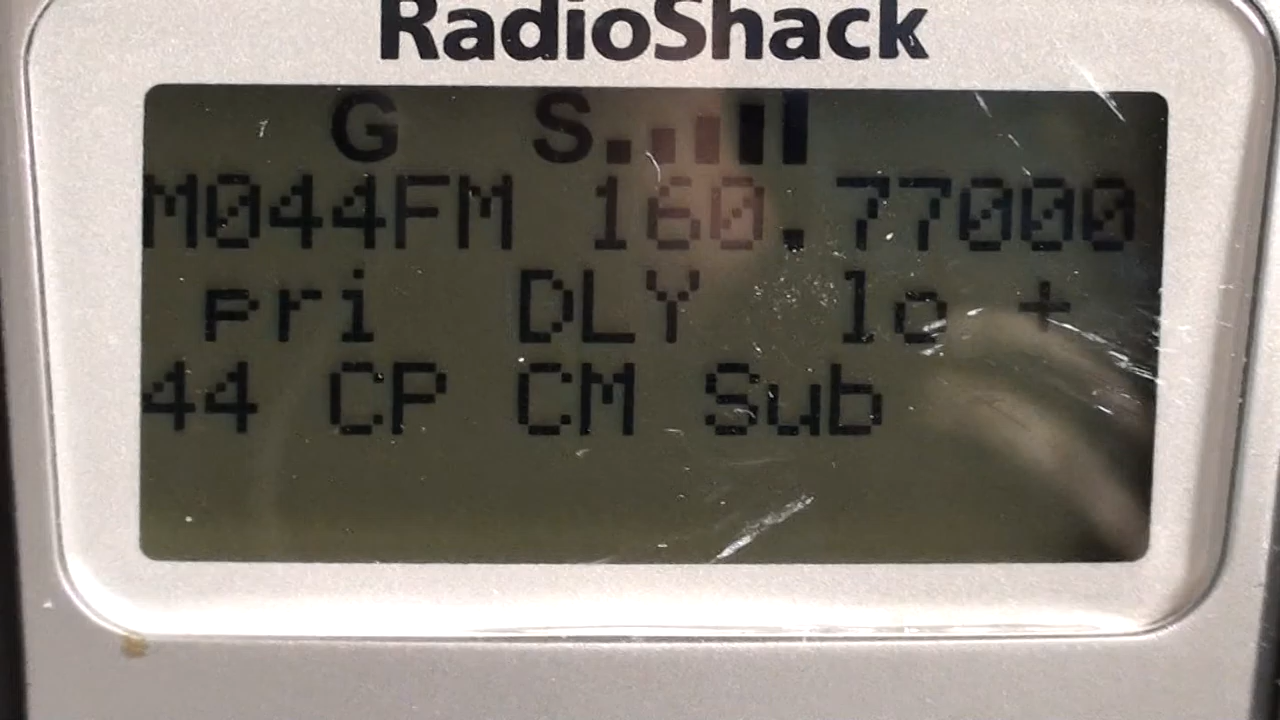 RadioShack
G S
M044FM 160.77000
pri DLY lo +
44 CP CM Sub